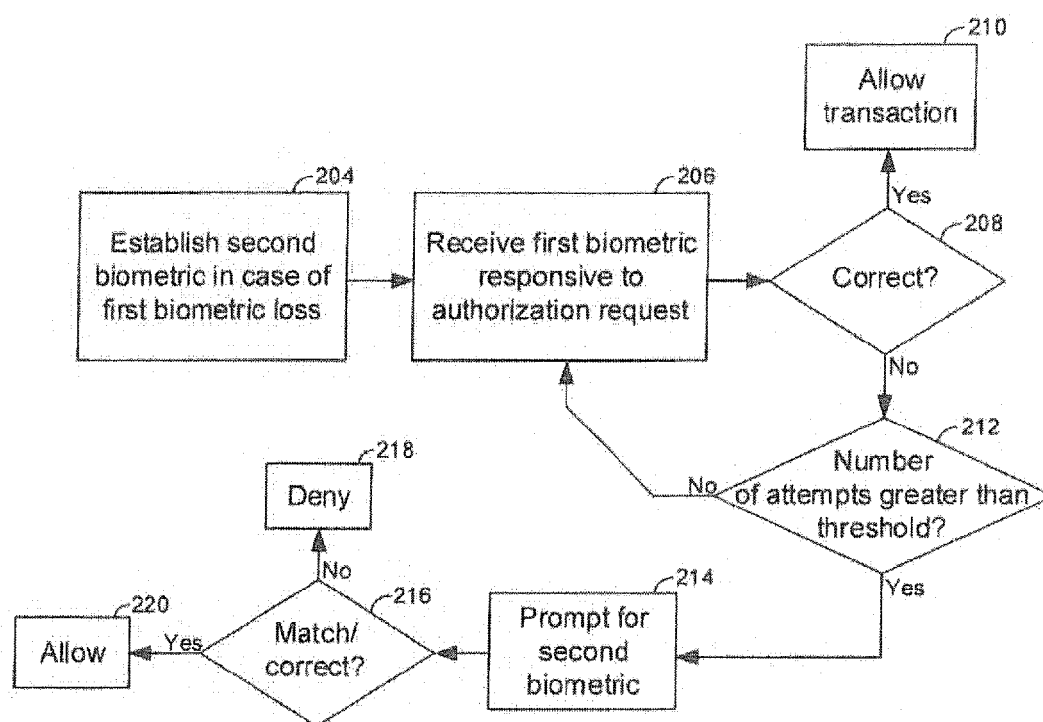 210
Allow
transaction
204
Establish second
biometric in case of
first biometric loss
206
Receive first biometric
responsive to
authorization request
Yes
208
Correct?
No
212
Number
of attempts greater than
threshold?
No
Yes
214
Prompt for
second
biometric
216
Match/
correct?
No
218
Deny
Yes
220
Allow